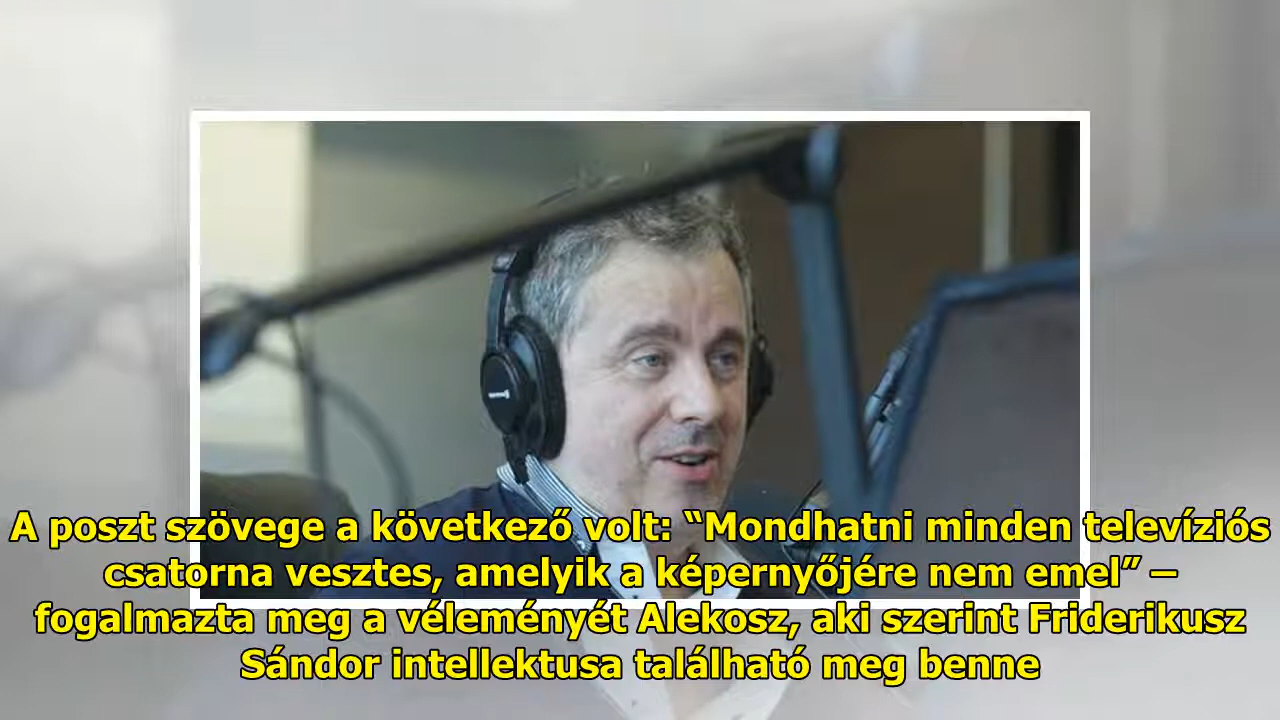 A poszt szövege a következő volt: “Mondhatni minden televíziós
csatorna vesztes, amelyik a képernyőjére nem emel” –
fogalmazta meg a véleményét Alekosz, aki szerint Friderikusz
Sándor intellektusa található meg benne